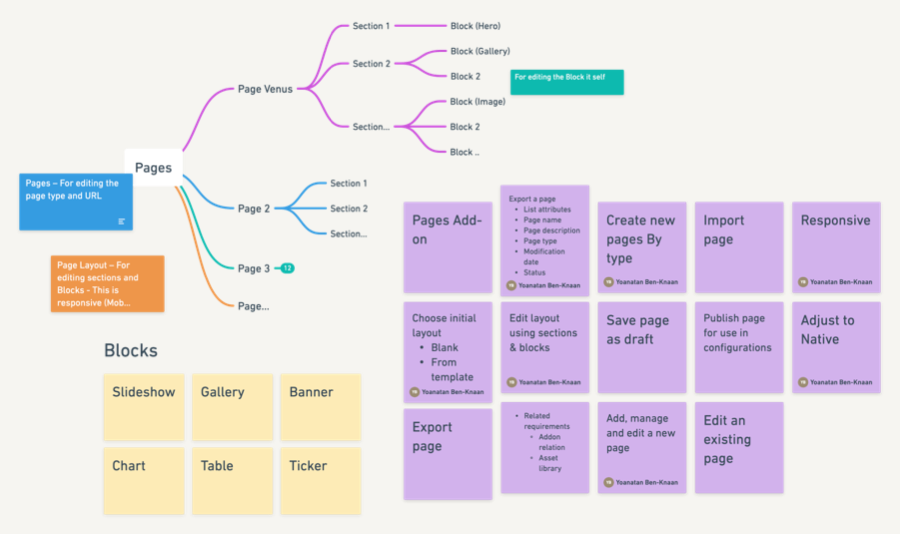 Section 1
Block (Hero)
Section 2
Block (Gallery)
Block 2
For editing the Block it self
Page Venus
Section...
Block (Image)
Block 2
Block ..
Pages
Pages – For editing the
page type and URL
Page 2
Section 1
Section 2
Section...
Page 3
12
Page...
Page Layout – For
editing sections and
Blocks - This is
responsive (Mob...
Blocks
Slideshow
Gallery
Banner
Chart
Table
Ticker
Pages Add-
on
Export a page
• List attributes
• Page name
• Page description
• Page type
• Modification
date
• Status
YB Yoanatan Ben-Knaan
Create new
pages By
type
YB Yoanatan Ben-Knaan
Import
page
Responsive
YB Yoanatan Ben-Knaan
Choose initial
layout
• Blank
• From
template
YB Yoanatan Ben-Knaan
Edit layout
using sections
& blocks
YB Yoanatan Ben-Knaan
Save page
as draft
Publish page
for use in
configurations
Adjust to
Native
YB Yoanatan Ben-Knaan
Export
page
• Related
requirements
• Addon
relation
• Asset
library
Add, manage
and edit a new
page
YB Yoanatan Ben-Knaan
Edit an
existing
page